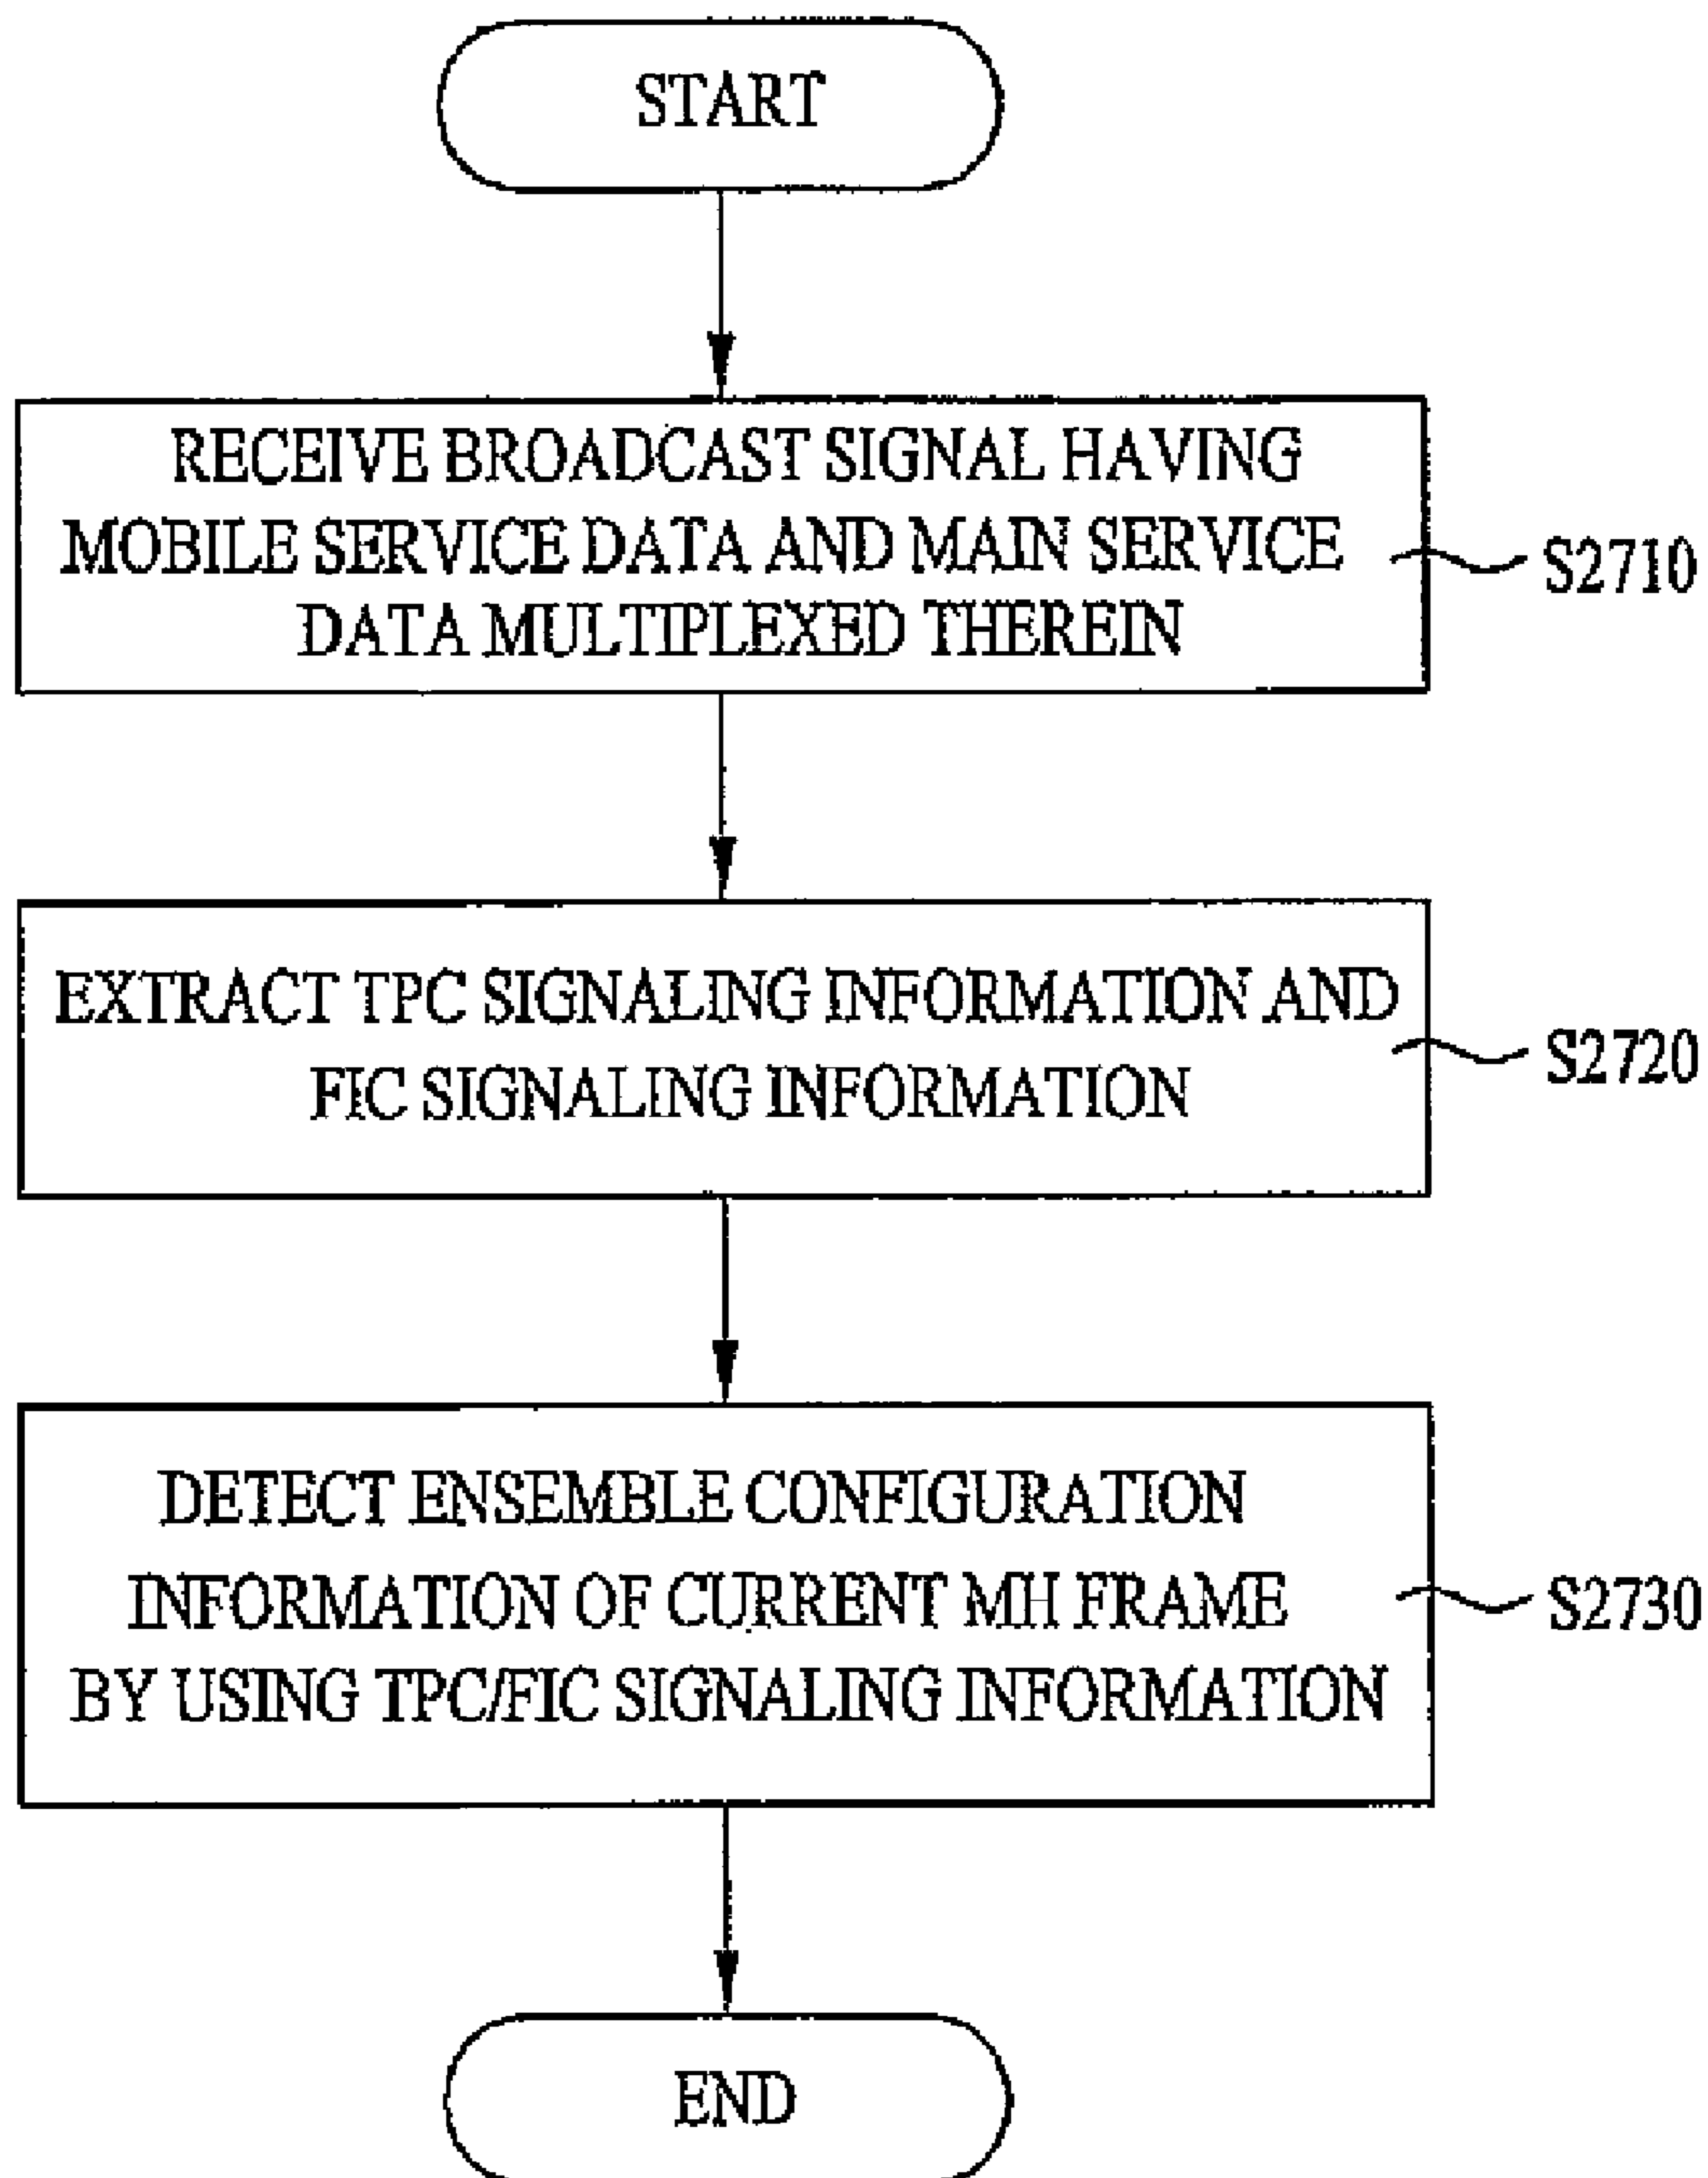 START
RECEIVE BROADCAST SIGNAL HAVING
MOBILE SERVICE DATA AND MAIN SERVICE
DATA MULTIPLEXED THEREIN
S2710
EXTRACT TPC SIGNALING INFORMATION AND
FIC SIGNALING INFORMATION
S2720
DETECT ENSEMBLE CONFIGURATION
INFORMATION OF CURRENT MH FRAME
BY USING TPC/FIC SIGNALING INFORMATION
S2730
END